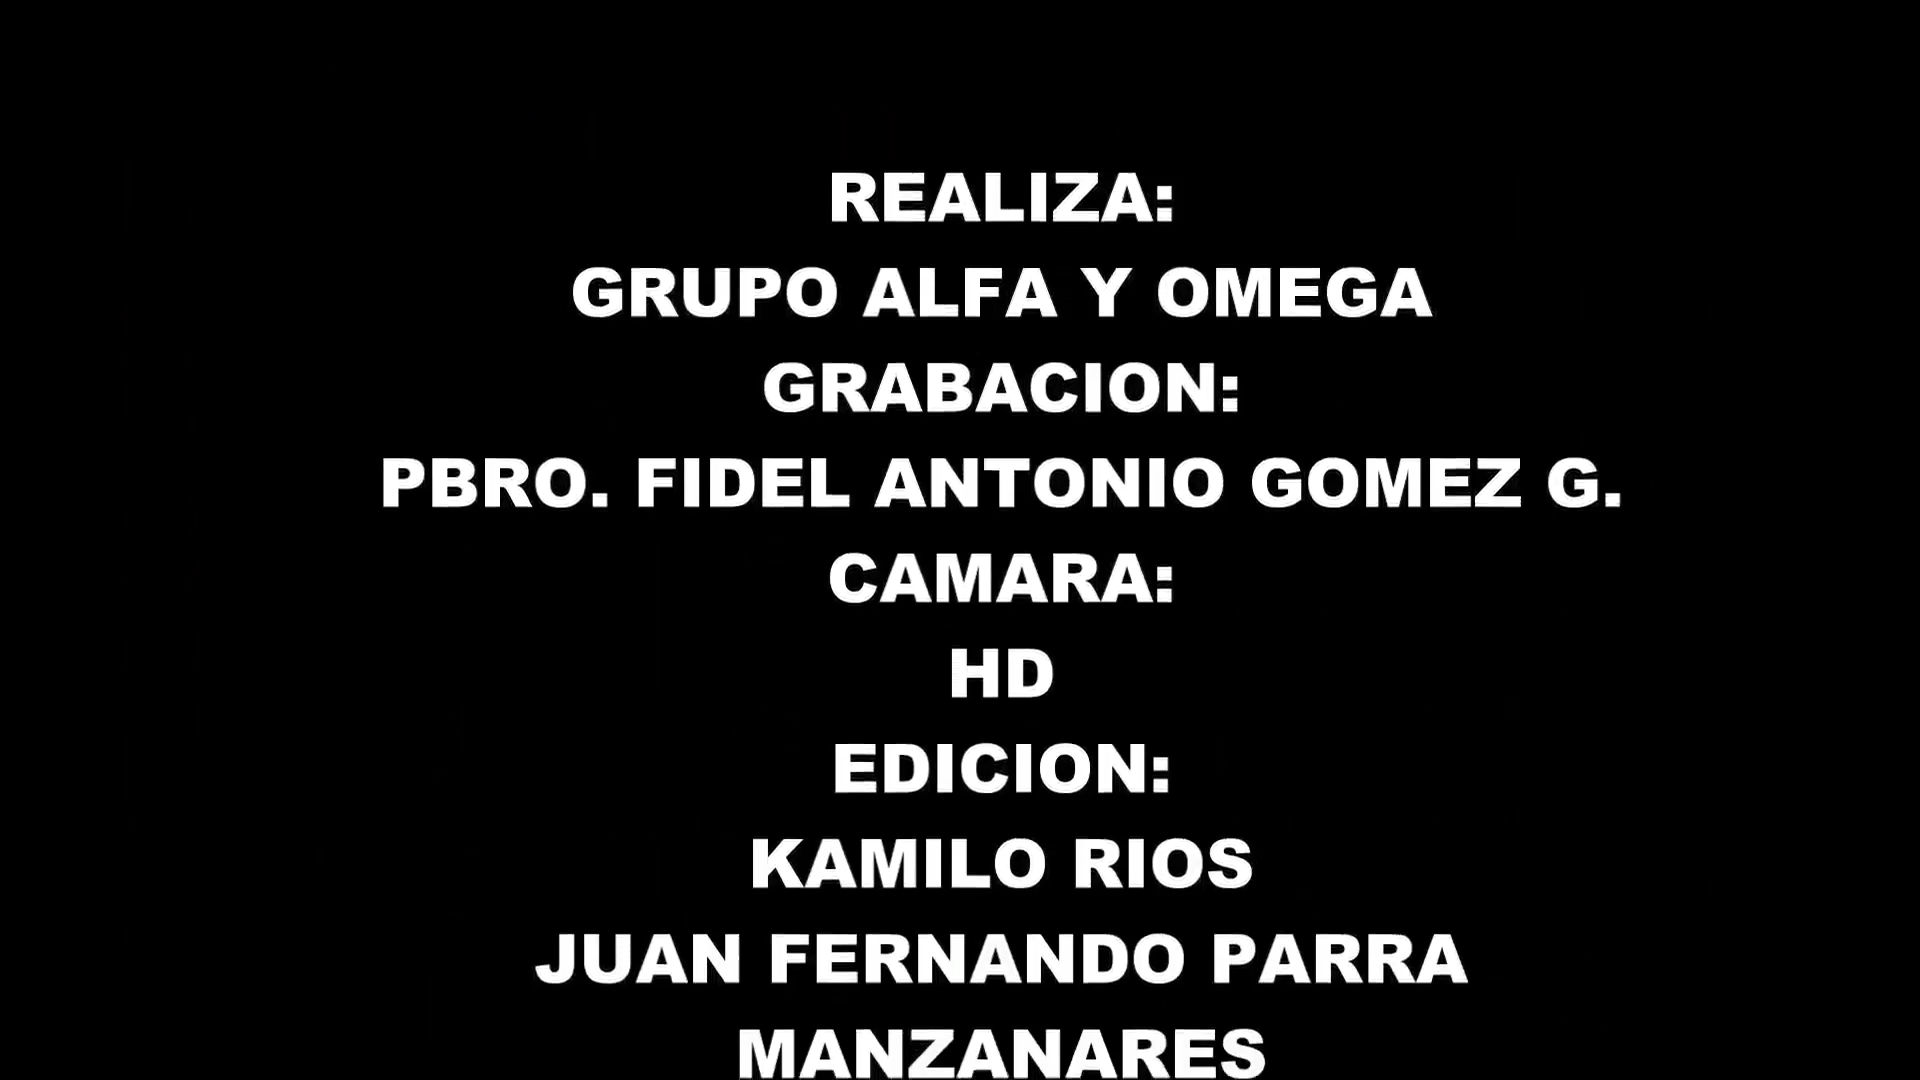 REALIZA:
GRUPO ALFA Y OMEGA
GRABACION:
PBRO. FIDEL ANTONIO GOMEZ G.
CAMARA:
HD
EDICION:
KAMILO RIOS
JUAN FERNANDO PARRA
MANZANARES